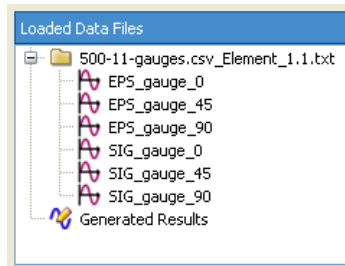 Loaded Data Files
500-11-gauges.csv_Element_1.1.txt
EPS_gauge_0
EPS_gauge_45
EPS_gauge_90
SIG_gauge_0
SIG_gauge_45
SIG_gauge_90
Generated Results